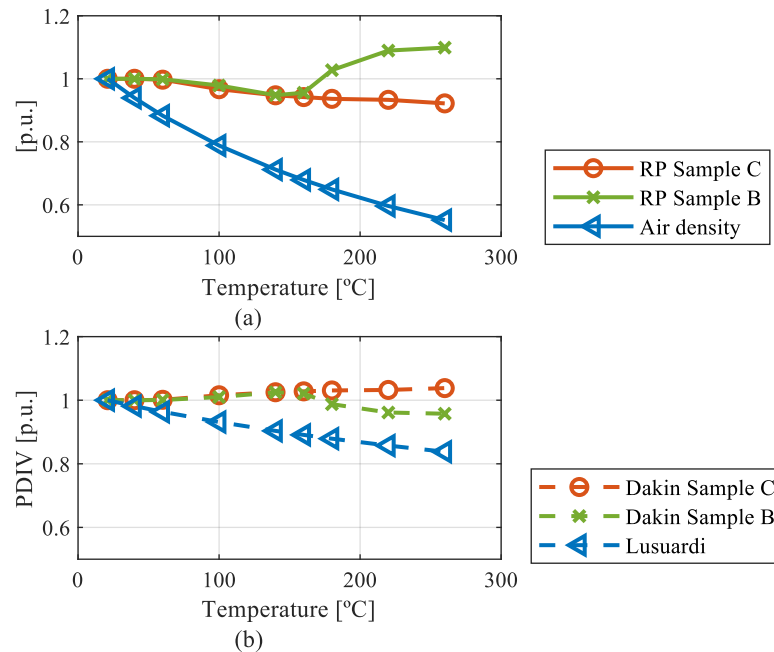 1.2
1
0.8
0.6
[p.u.]
0
100
200
300
Temperature [ºC]
(a)
RP Sample C
RP Sample B
Air density
1.2
1
0.8
0.6
PDIV [p.u.]
0
100
200
300
Temperature [ºC]
(b)
Dakin Sample C
Dakin Sample B
Lusuardi